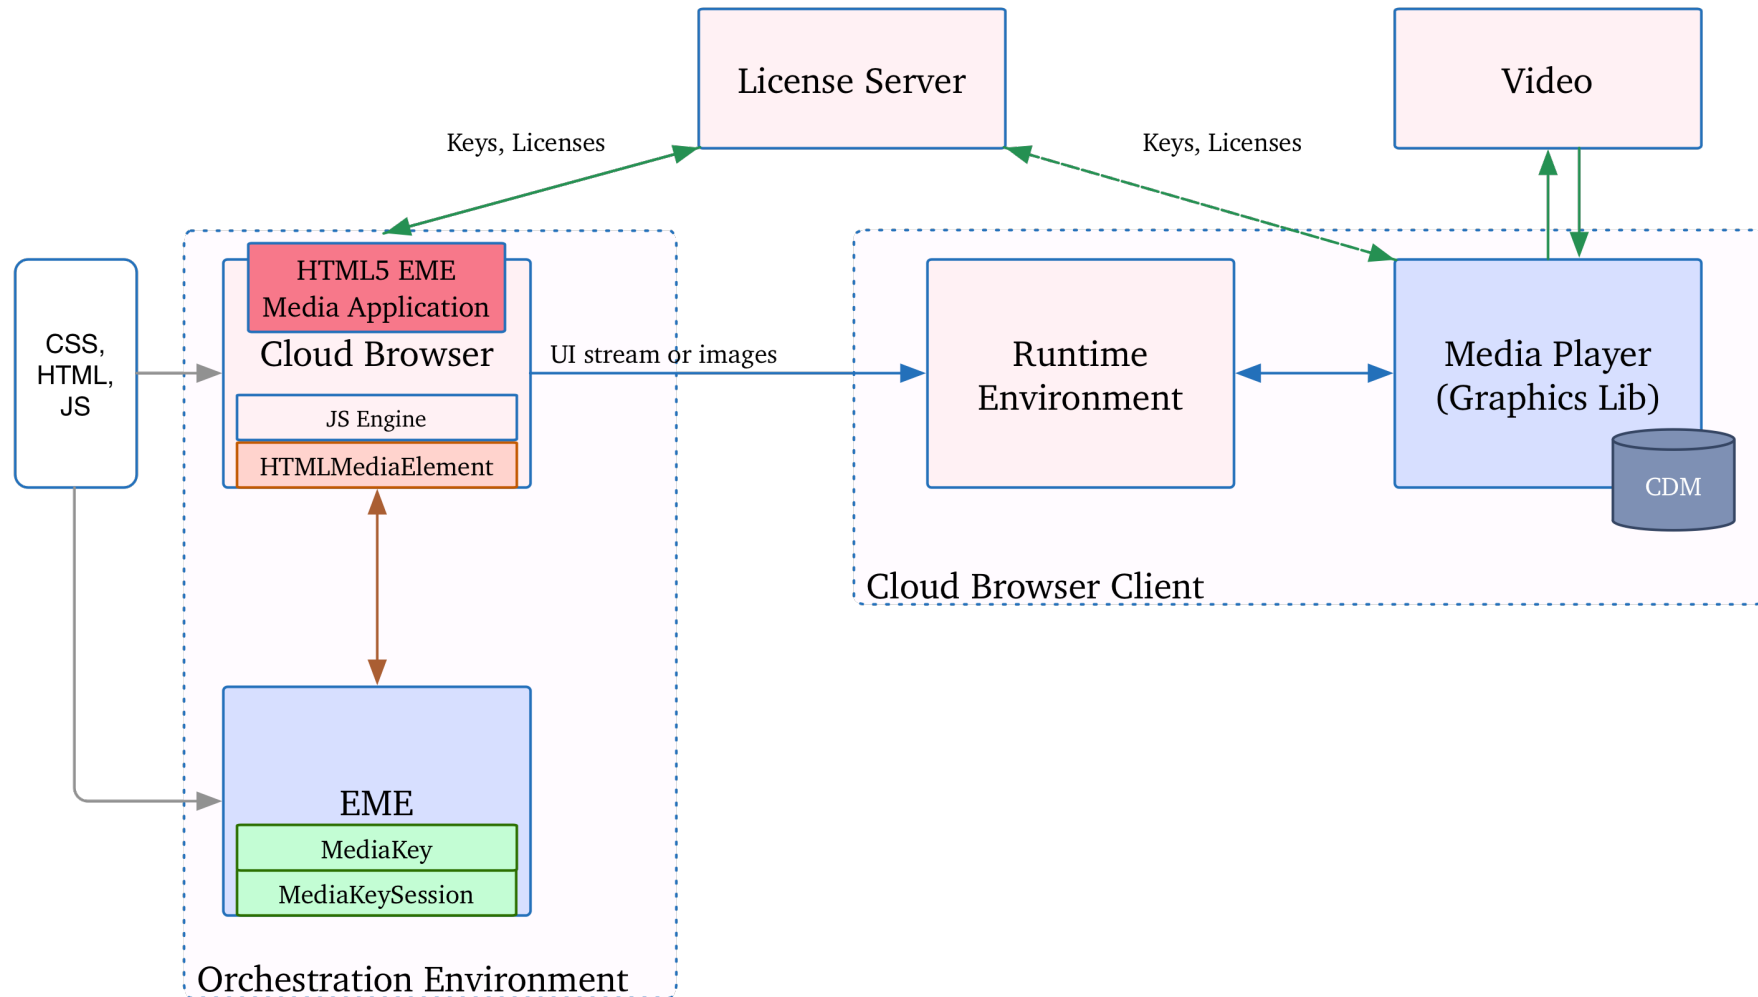 License Server
Video
Keys, Licenses
Keys, Licenses
HTML5 EME
Media Application
CSS,
HTML,
JS
Cloud Browser
UI stream or images
Runtime
Environment
Media Player
(Graphics Lib)
JS Engine
HTMLMediaElement
CDM
Cloud Browser Client
EME
MediaKey
MediaKeySession
Orchestration Environment